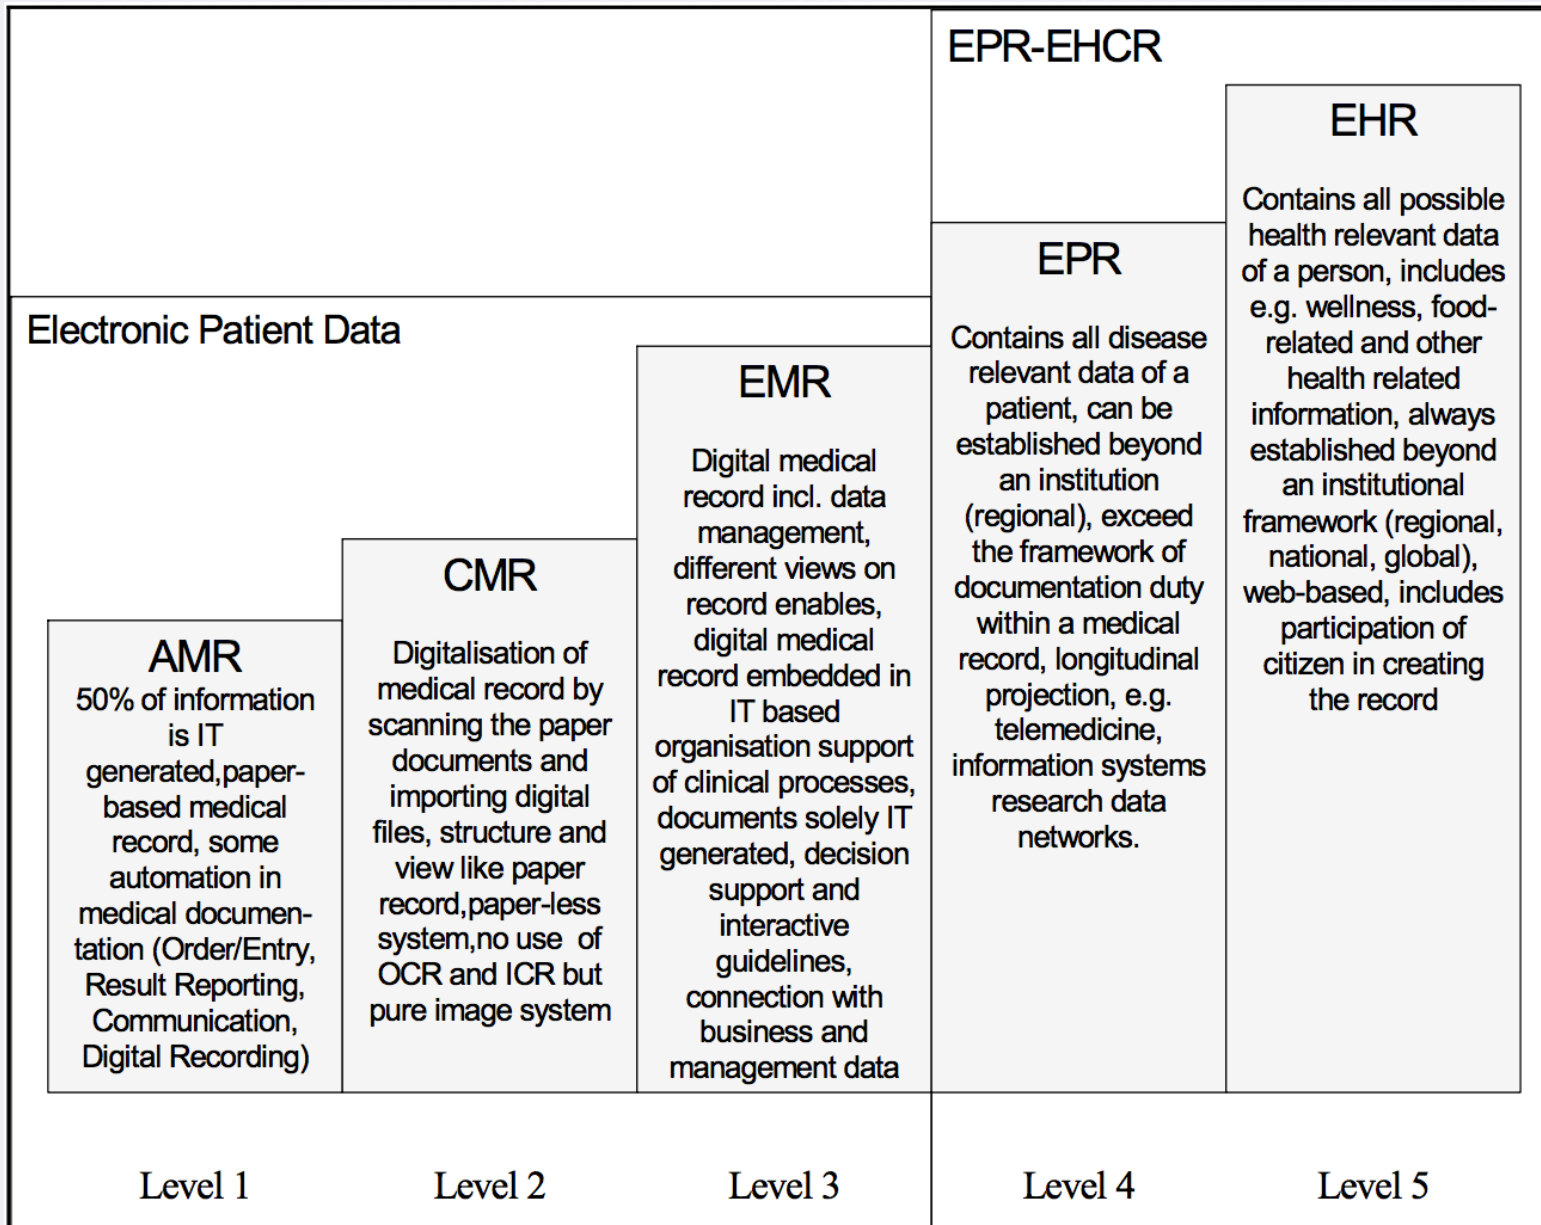 EPR-EHCR
EHR
Contains all possible
health relevant data
of a person, includes
e.g. wellness, food-
related and other
health related
information, always
established beyond
an institutional
framework (regional,
national, global),
web-based, includes
participation of
citizen in creating
the record
EPR
Contains all disease
relevant data of a
patient, can be
established beyond
an institution
(regional), exceed
the framework of
documentation duty
within a medical
record, longitudinal
projection, e.g.
telemedicine,
information systems
research data
networks.
Electronic Patient Data
EMR
Digital medical
record incl. data
management,
different views on
record enables,
digital medical
record embedded in
IT based
organisation support
of clinical processes,
documents solely IT
generated, decision
support and
interactive
guidelines,
connection with
business and
management data
CMR
Digitalisation of
medical record by
scanning the paper
documents and
importing digital
files, structure and
view like paper
record,paper-less
system,no use of
OCR and ICR but
pure image system
AMR
50% of information
is IT
generated,paper-
based medical
record, some
automation in
medical documen-
tation (Order/Entry,
Result Reporting,
Communication,
Digital Recording)
Level 1
Level 2
Level 3
Level 4
Level 5